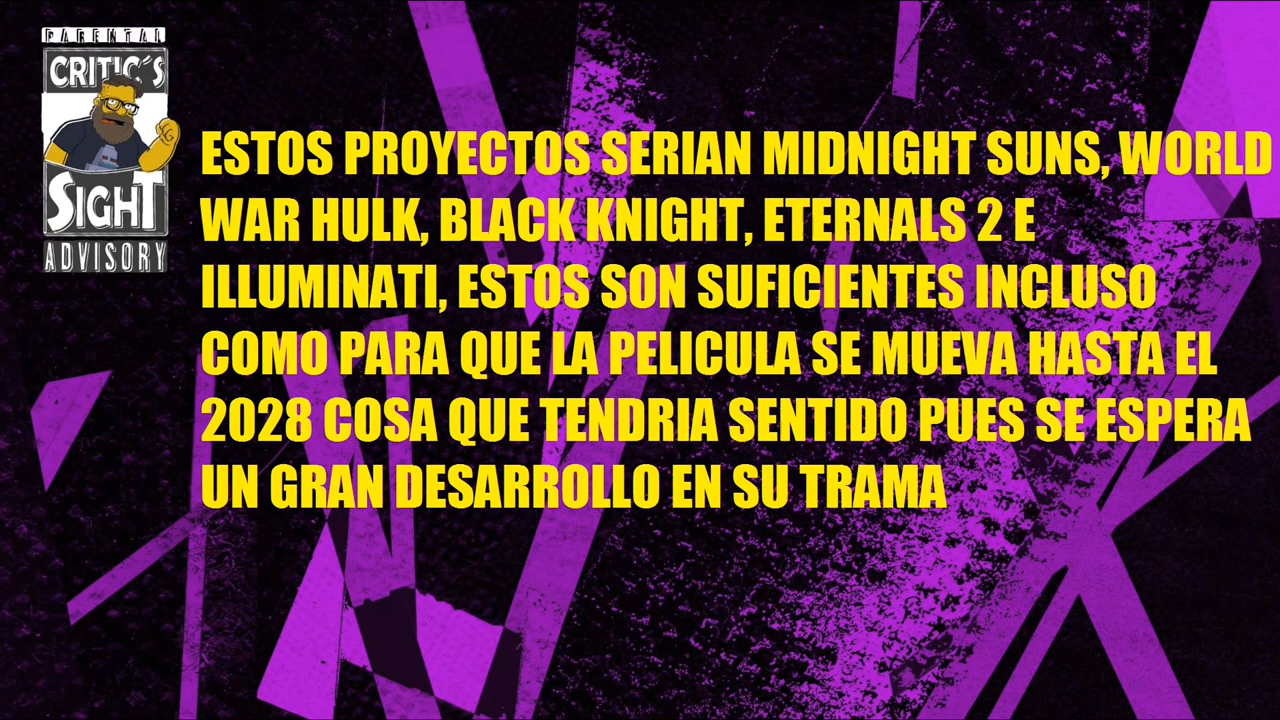 PARENTAL
CRITIC´S
SIGHT
ADVISORY
ESTOS PROYECTOS SERIAN MIDNIGHT SUNS, WORLD
WAR HULK, BLACK KNIGHT, ETERNALS 2 E
ILLUMINATI, ESTOS SON SUFICIENTES INCLUSO
COMO PARA QUE LA PELICULA SE MUEVA HASTA EL
2028 COSA QUE TENDRIA SENTIDO PUES SE ESPERA
UN GRAN DESARROLLO EN SU TRAMA